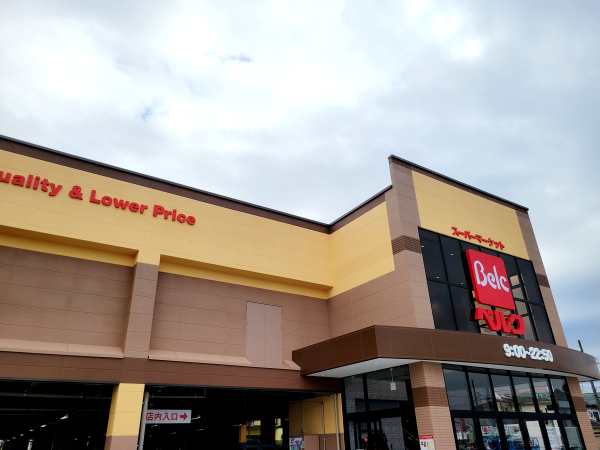 uality & Lower Price
スーパーマーケット
Belc
ベルク
9:00-22:50
店内入口→